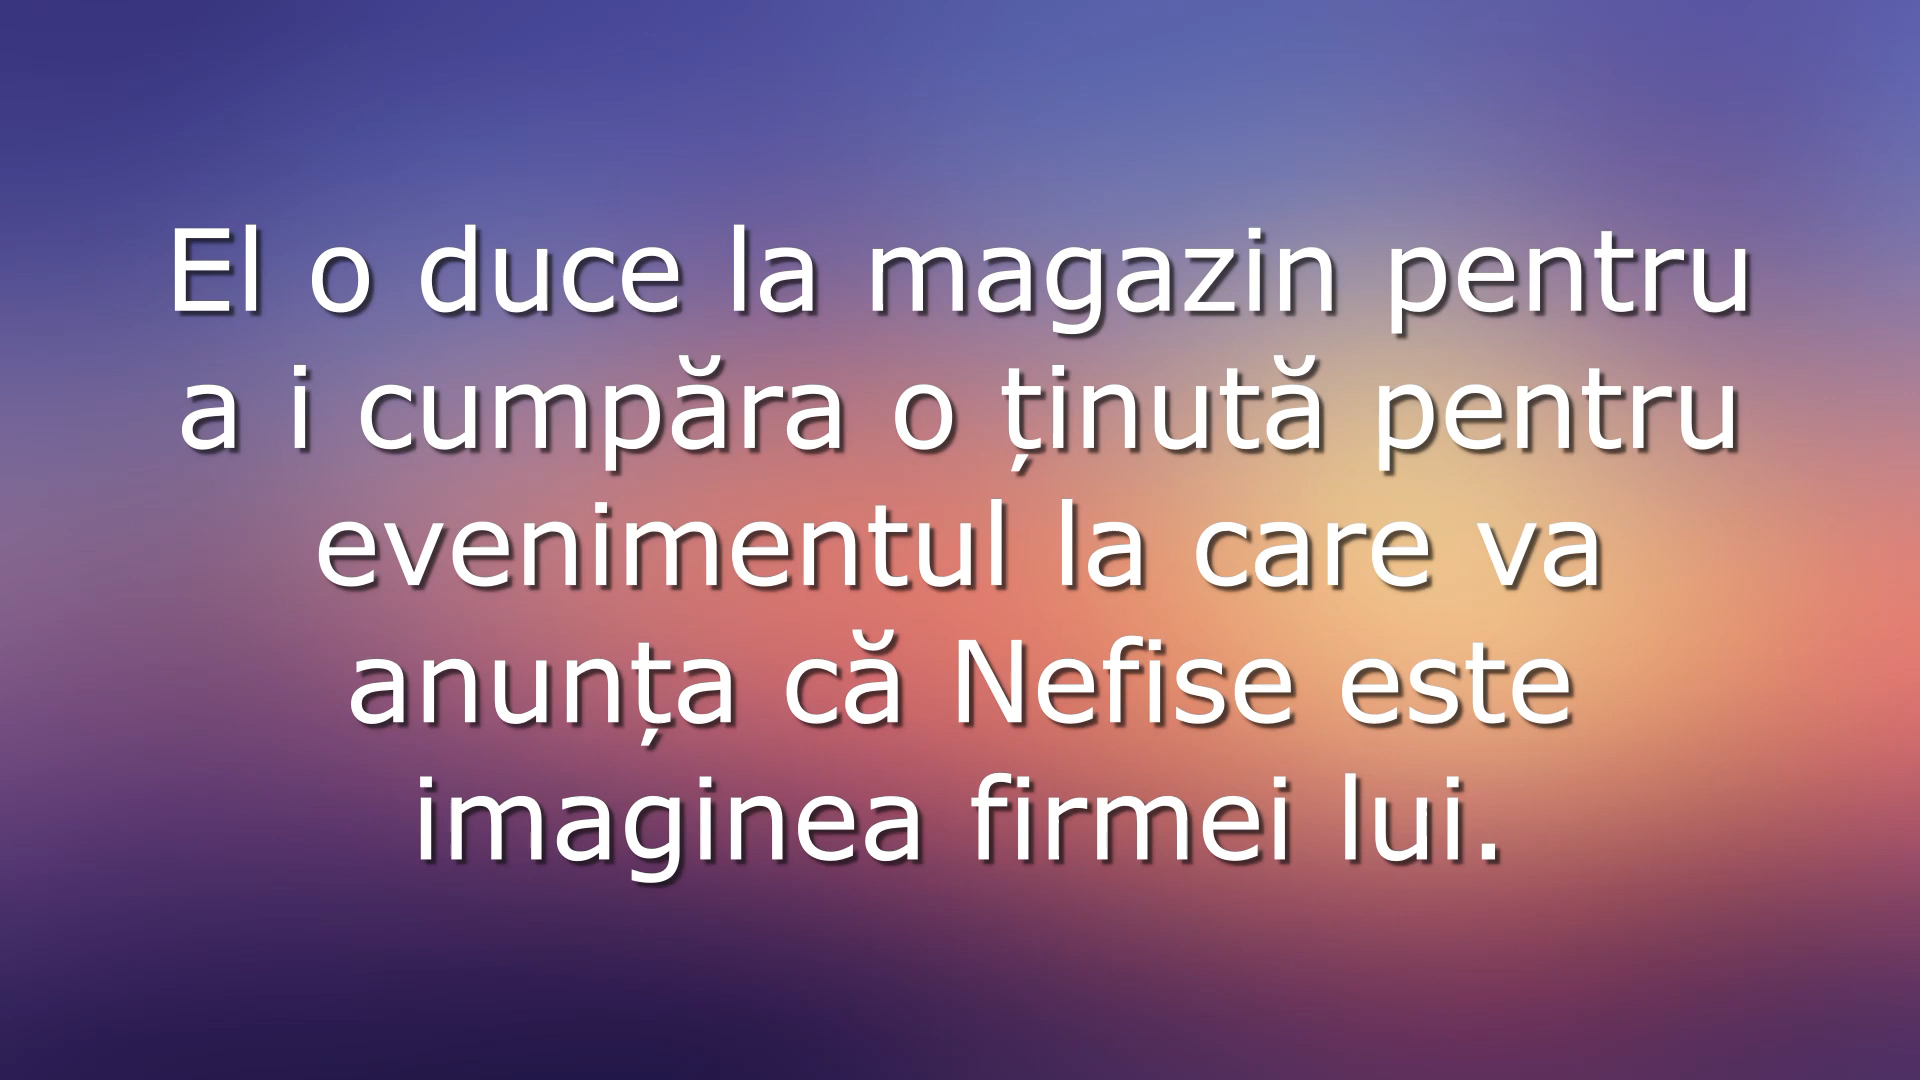 El o duce la magazin pentru
a i cumpăra o ținută pentru
evenimentul la care va
anunța că Nefise este
imaginea firmei lui.